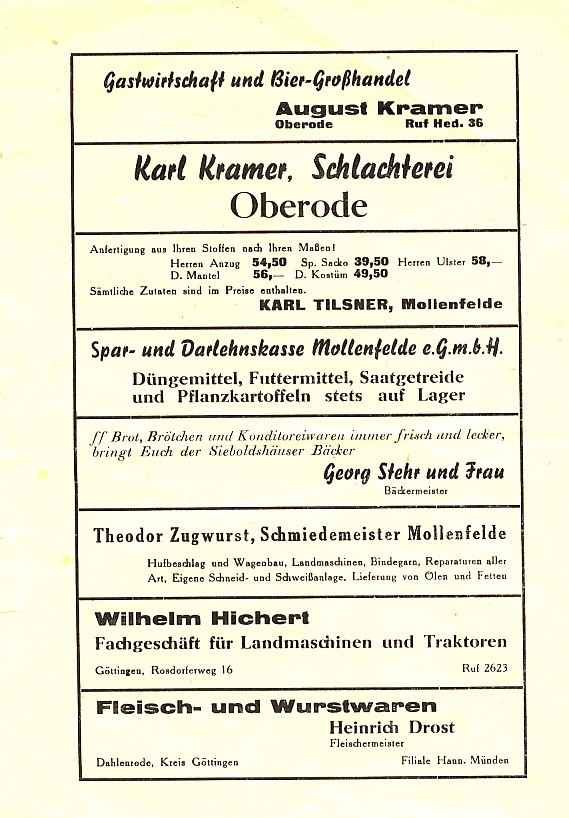 Gastwirtschaft und Bier-Großhandel
August Kramer
Oberode Ruf Hed. 36
Karl Kramer, Schlachterei
Oberode
Anfertigung aus Ihren Stoffen nach Ihren Maßen!
Herren Anzug 54,50 Sp. Sacko 39,50 Herren Ulster 58,—
D. Mantel 56,— D. Kostüm 49,50
Sämtliche Zutaten sind im Preise enthalten.
KARL TILSNER, Mollenfelde
Spar- und Darlehnskasse Mollenfelde e.G.m.b.H.
Düngemittel, Futtermittel, Saatgetreide
und Pflanzkartoffeln stets auf Lager
ff Brot, Brötchen und Konditoreiwaren immer frisch und lecker,
bringt Euch der Sieboldshäuser Bäcker
Georg Stehr und Frau
Bäckermeister
Theodor Zugwurst, Schmiedemeister Mollenfelde
Hufbeschlag und Wagenbau, Landmaschinen, Bindegarn, Reparaturen aller
Art, Eigene Schneid- und Schweißanlage. Lieferung von Ölen und Fetten
Wilhelm Hichert
Fachgeschäft für Landmaschinen und Traktoren
Göttingen, Rosdorferweg 16 Ruf 2623
Fleisch- und Wurstwaren
Heinrich Drost
Fleischermeister
Dahlenrode, Kreis Göttingen Filiale Hann. Münden